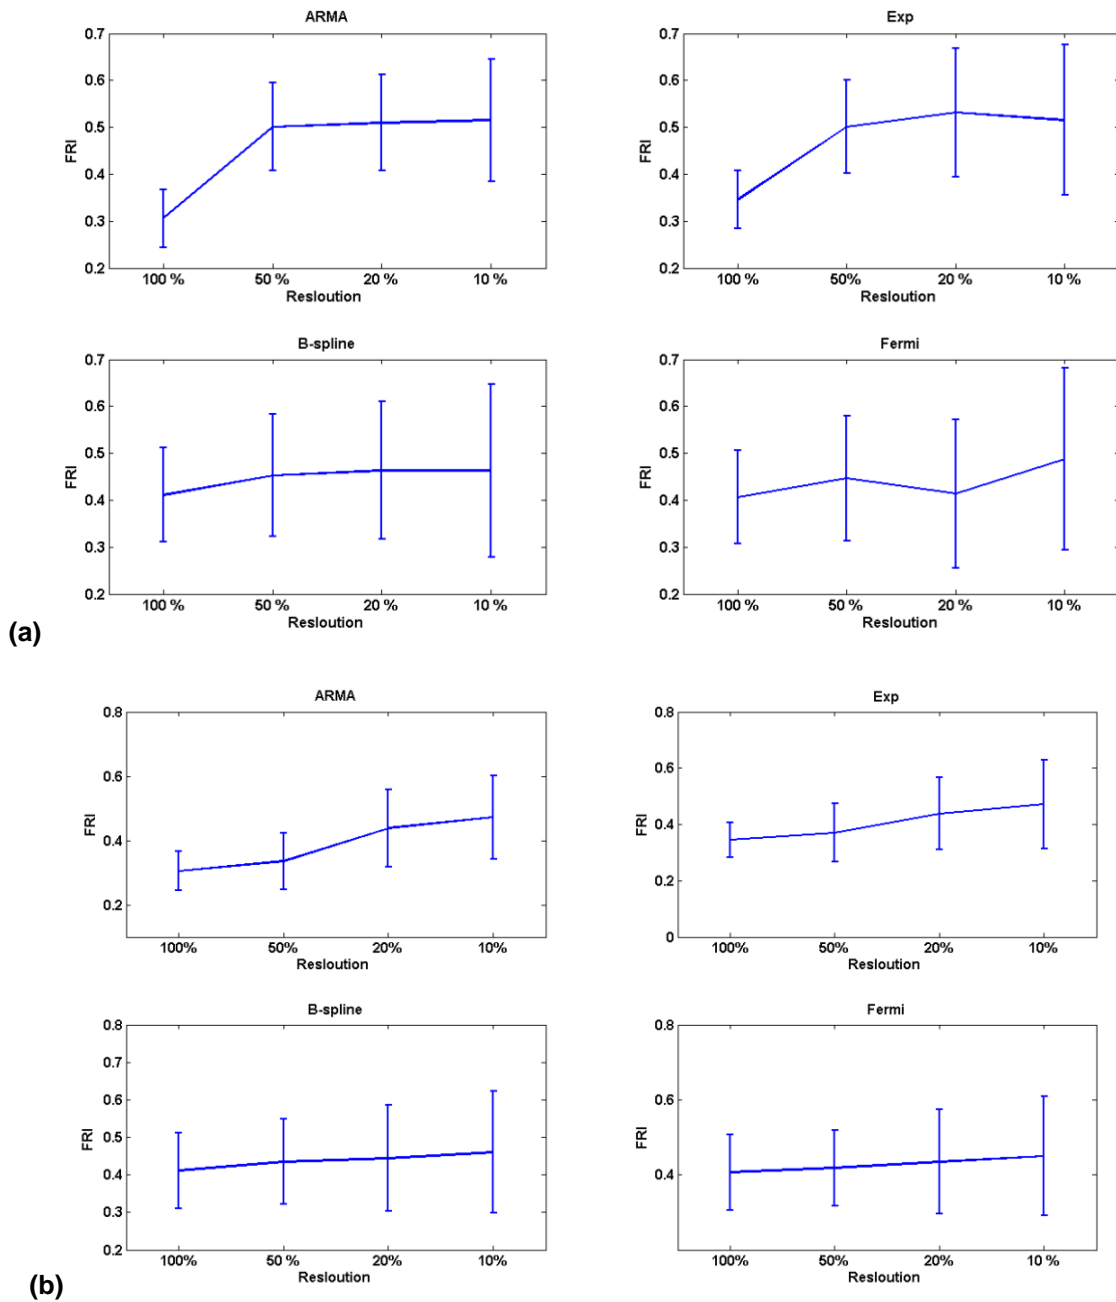 ARMA
0.7
0.6
0.5
0.4
0.3
0.2
FRI
100 % 50 % 20 % 10 %
Resloution
Exp
0.7
0.6
0.5
0.4
0.3
0.2
FRI
100 % 50% 20 % 10 %
Resloution
B-spline
0.7
0.6
0.5
0.4
0.3
0.2
FRI
100 % 50 % 20 % 10 %
Resloution
Fermi
0.7
0.6
0.5
0.4
0.3
0.2
FRI
100 % 50 % 20 % 10 %
Resloution
(a)
ARMA
0.8
0.6
0.4
0.2
FRI
100% 50% 20% 10%
Resloution
Exp
0.8
0.6
0.4
0.2
0
FRI
100% 50% 20% 10%
Resloution
B-spline
0.8
0.7
0.6
0.5
0.4
0.3
0.2
FRI
100% 50 % 20% 10%
Resloution
Fermi
0.8
0.6
0.4
FRI
100% 50% 20% 10 %
Resloution
(b)